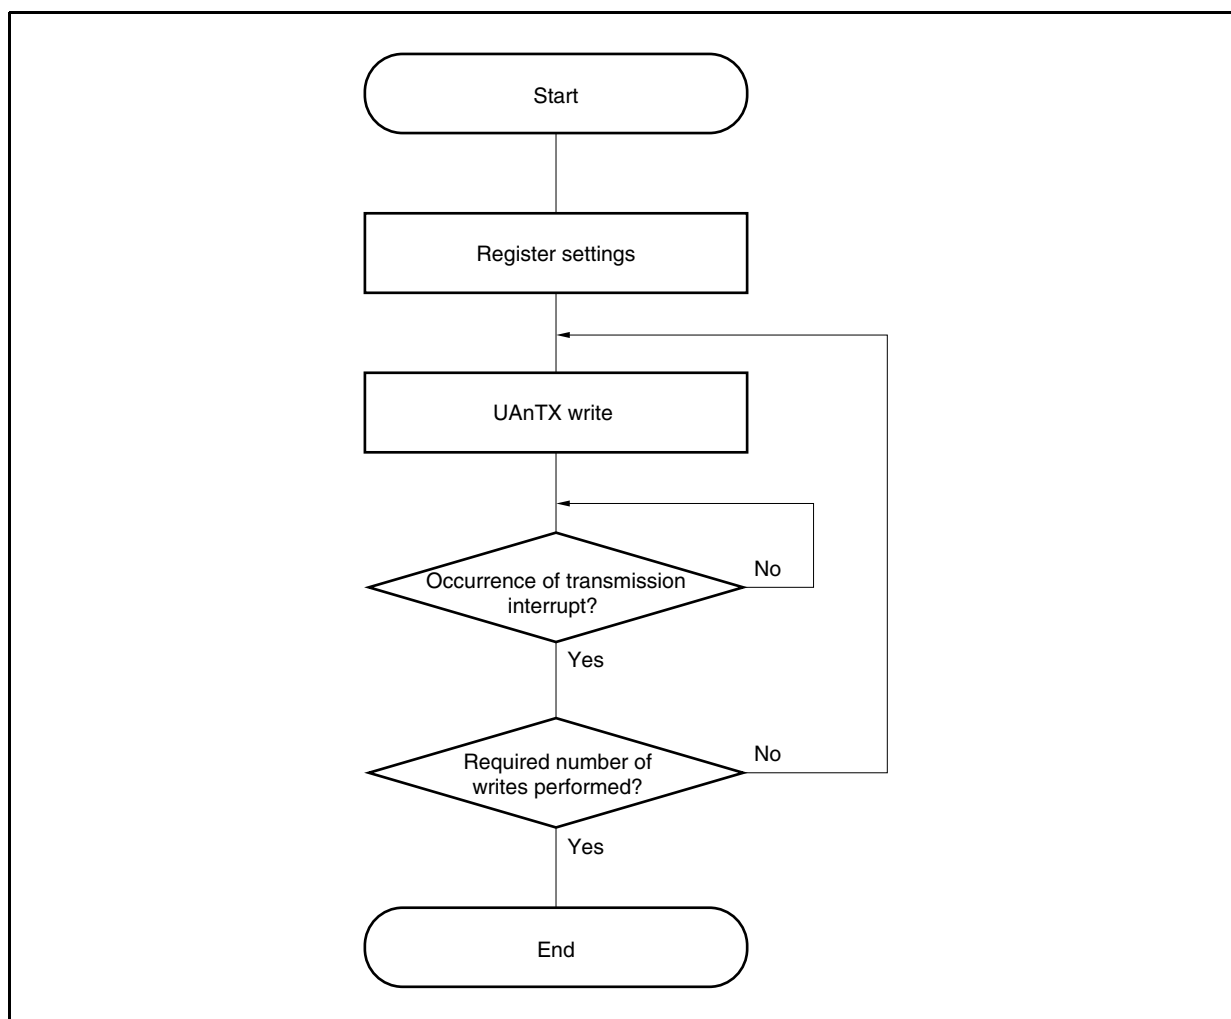 Start
Register settings
UAnTX write
Occurrence of transmission
interrupt?
No
Yes
Required number of
writes performed?
No
Yes
End